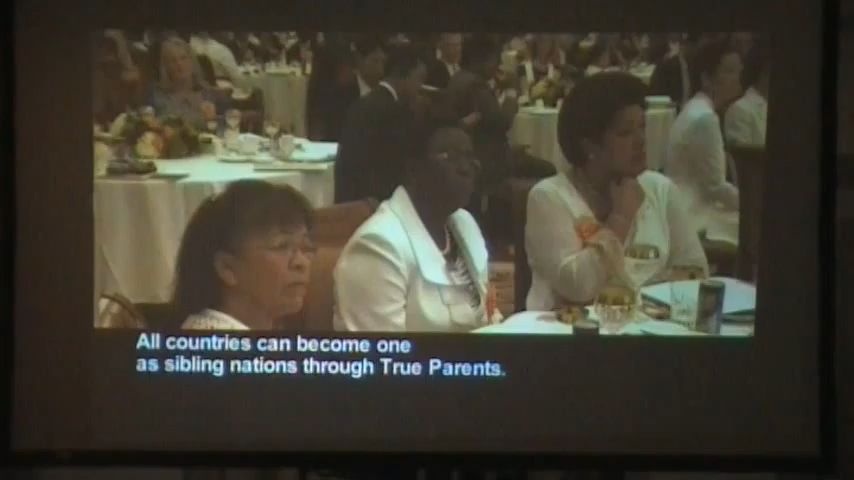 All countries can become one
as sibling nations through True Parents.